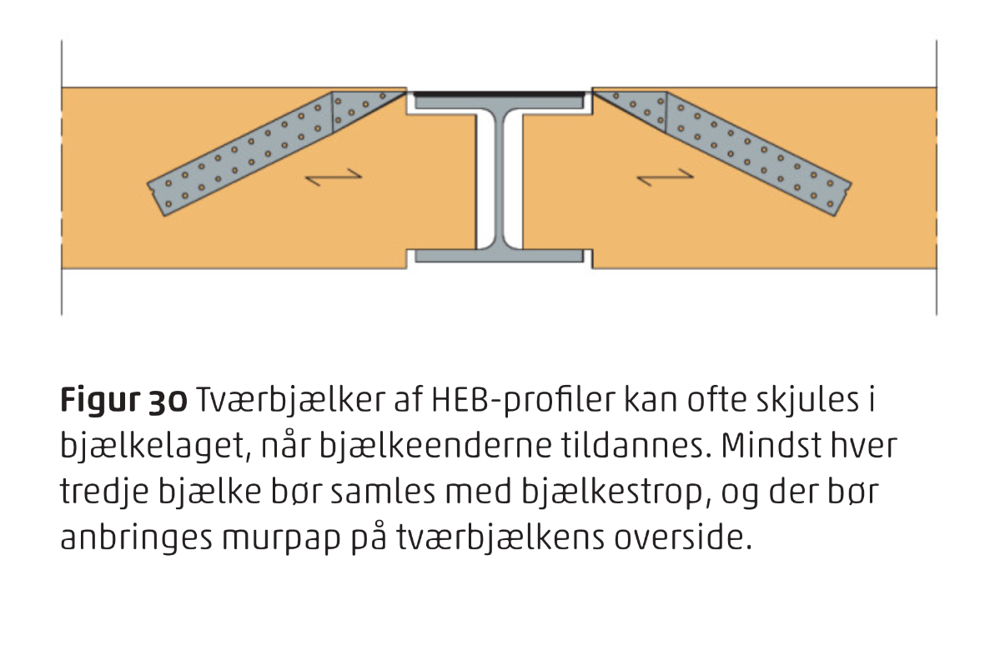 Figur 30 Tværbjælker af HEB-profiler kan ofte skjules i
bjælkelaget, når bjælkeenderne tildannes. Mindst hver
tredje bjælke bør samles med bjælkestrop, og der bør
anbringes murpap på tværbjælkens overside.